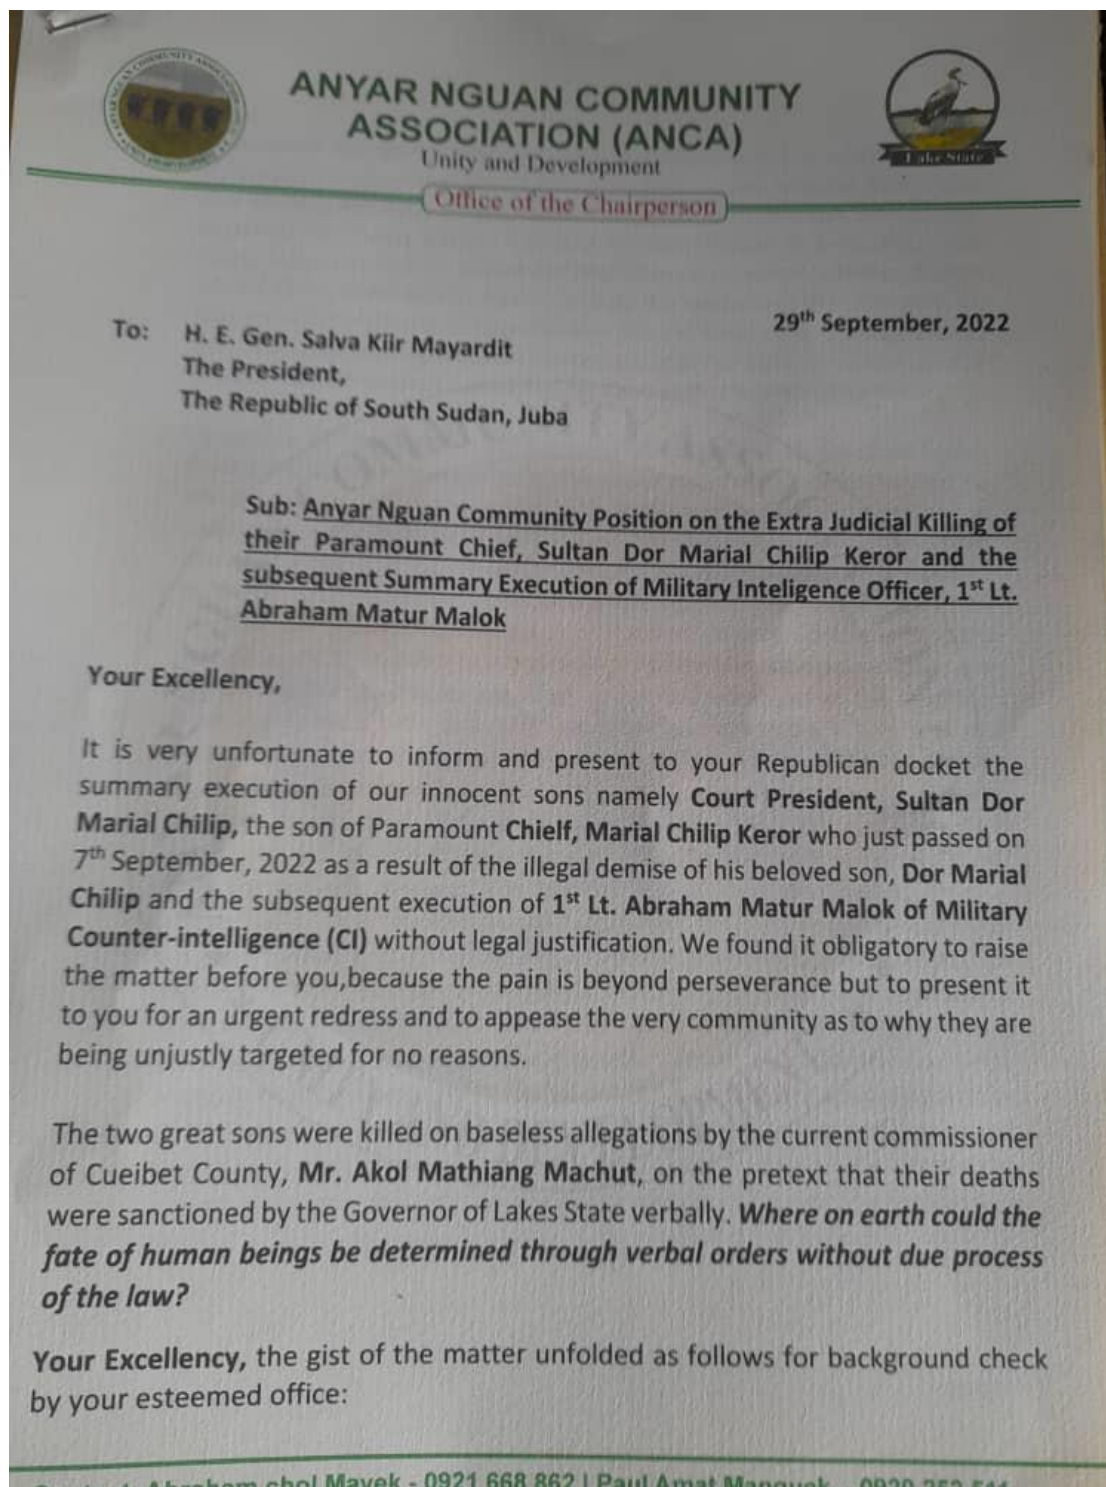 ANYAR NGUAN COMMUNITY
ASSOCIATION (ANCA)
Unity and Development
Office of the Chairperson
Lake State
29th September, 2022
To: H. E. Gen. Salva Kiir Mayardit
The President,
The Republic of South Sudan, Juba
Sub: Anyar Nguan Community Position on the Extra Judicial Killing of
their Paramount Chief, Sultan Dor Marial Chilip Keror and the
subsequent Summary Execution of Military Inteligence Officer, 1st Lt.
Abraham Matur Malok
Your Excellency,
It is very unfortunate to inform and present to your Republican docket the
summary execution of our innocent sons namely Court President, Sultan Dor
Marial Chilip, the son of Paramount Chielf, Marial Chilip Keror who just passed on
7th September, 2022 as a result of the illegal demise of his beloved son, Dor Marial
Chilip and the subsequent execution of 1st Lt. Abraham Matur Malok of Military
Counter-intelligence (CI) without legal justification. We found it obligatory to raise
the matter before you,because the pain is beyond perseverance but to present it
to you for an urgent redress and to appease the very community as to why they are
being unjustly targeted for no reasons.
The two great sons were killed on baseless allegations by the current commissioner
of Cueibet County, Mr. Akol Mathiang Machut, on the pretext that their deaths
were sanctioned by the Governor of Lakes State verbally. Where on earth could the
fate of human beings be determined through verbal orders without due process
of the law?
Your Excellency, the gist of the matter unfolded as follows for background check
by your esteemed office:
Mayek - 0921 668 862 | Paul Amat